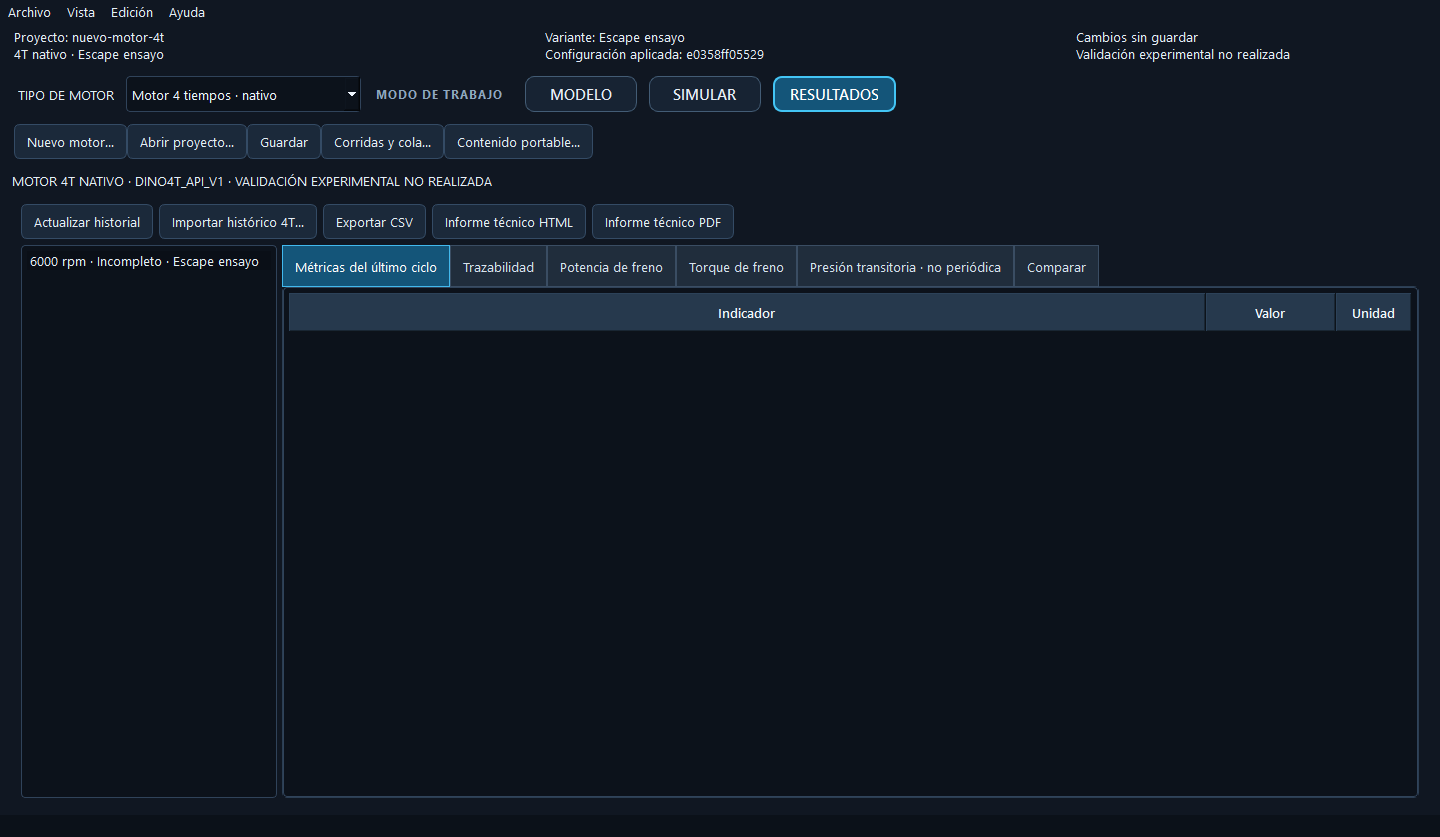 Archivo Vista Edición Ayuda
Proyecto: nuevo-motor-4t Variante: Escape ensayo Cambios sin guardar
4T nativo · Escape ensayo Configuración aplicada: e0358ff05529 Validación experimental no realizada
TIPO DE MOTOR Motor 4 tiempos · nativo MODO DE TRABAJO MODELO SIMULAR RESULTADOS
Nuevo motor... Abrir proyecto... Guardar Corridas y cola... Contenido portable...
MOTOR 4T NATIVO · DINO4T_API_V1 · VALIDACIÓN EXPERIMENTAL NO REALIZADA
Actualizar historial Importar histórico 4T... Exportar CSV Informe técnico HTML Informe técnico PDF
6000 rpm · Incompleto · Escape ensayo
Métricas del último ciclo Trazabilidad Potencia de freno Torque de freno Presión transitoria · no periódica Comparar
Indicador Valor Unidad